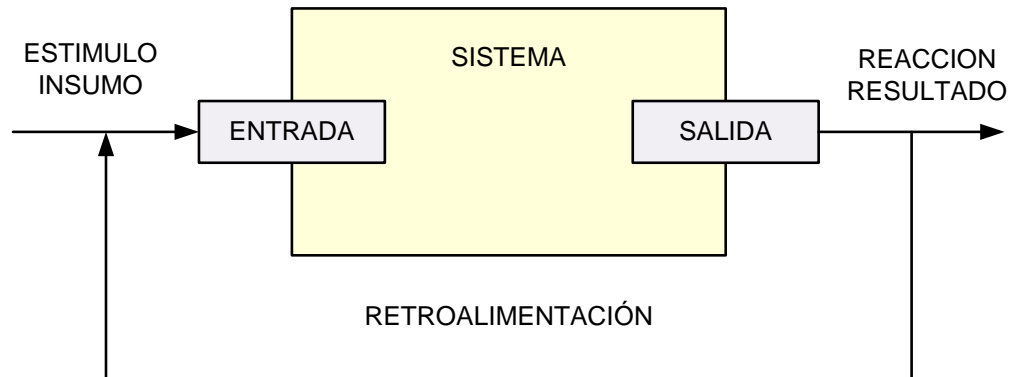 ESTIMULO
INSUMO
SISTEMA
REACCION
RESULTADO
ENTRADA
SALIDA
RETROALIMENTACIÓN